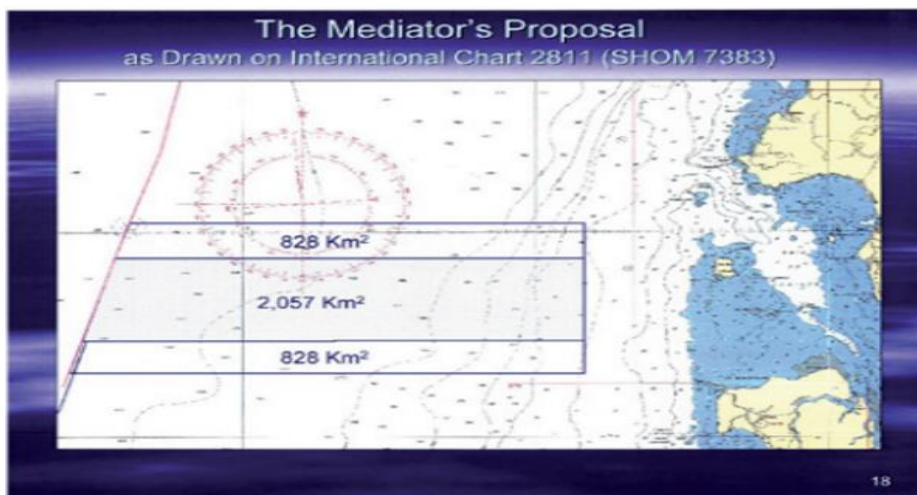 The Mediator's Proposal
as Drawn on International Chart 2811 (SHOM 7383)
828 Km²
2,057 Km²
828 Km²
18